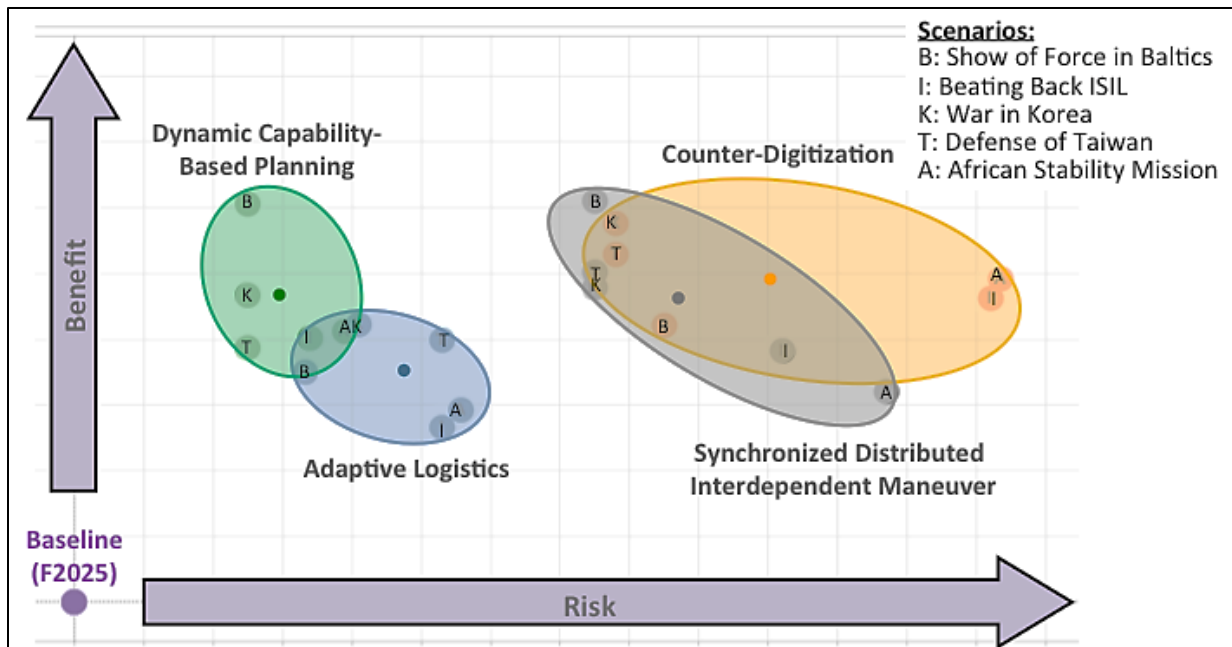 Scenarios:
B: Show of Force in Baltics
I: Beating Back ISIL
K: War in Korea
T: Defense of Taiwan
A: African Stability Mission
Dynamic Capability-
Based Planning
Counter-Digitization
B
K
T
I
AK
B
T
A
I
B
K
T
T
K
B
I
A
A
I
Adaptive Logistics
Synchronized Distributed
Interdependent Maneuver
Benefit
Baseline
(F2025)
Risk